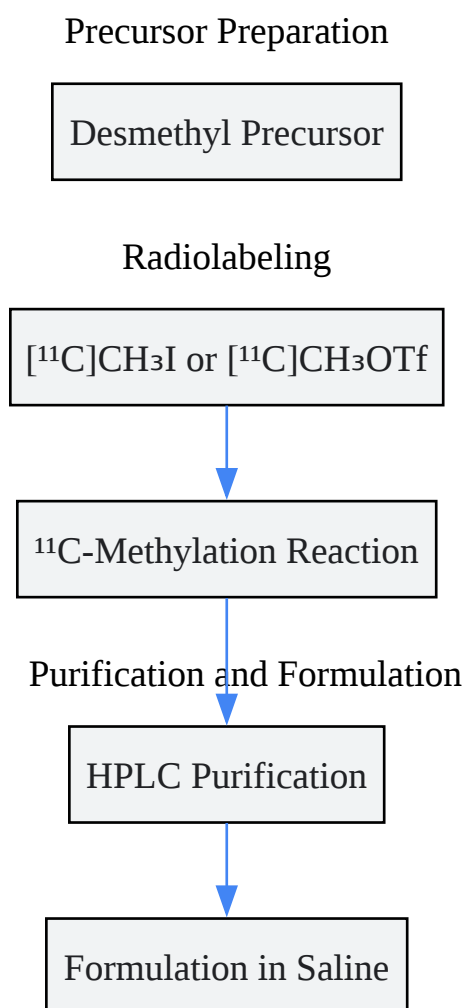 Precursor Preparation
Desmethyl Precursor
Radiolabeling
[¹¹C]CH₃I or [¹¹C]CH₃OTf
¹¹C-Methylation Reaction
Purification and Formulation
HPLC Purification
Formulation in Saline